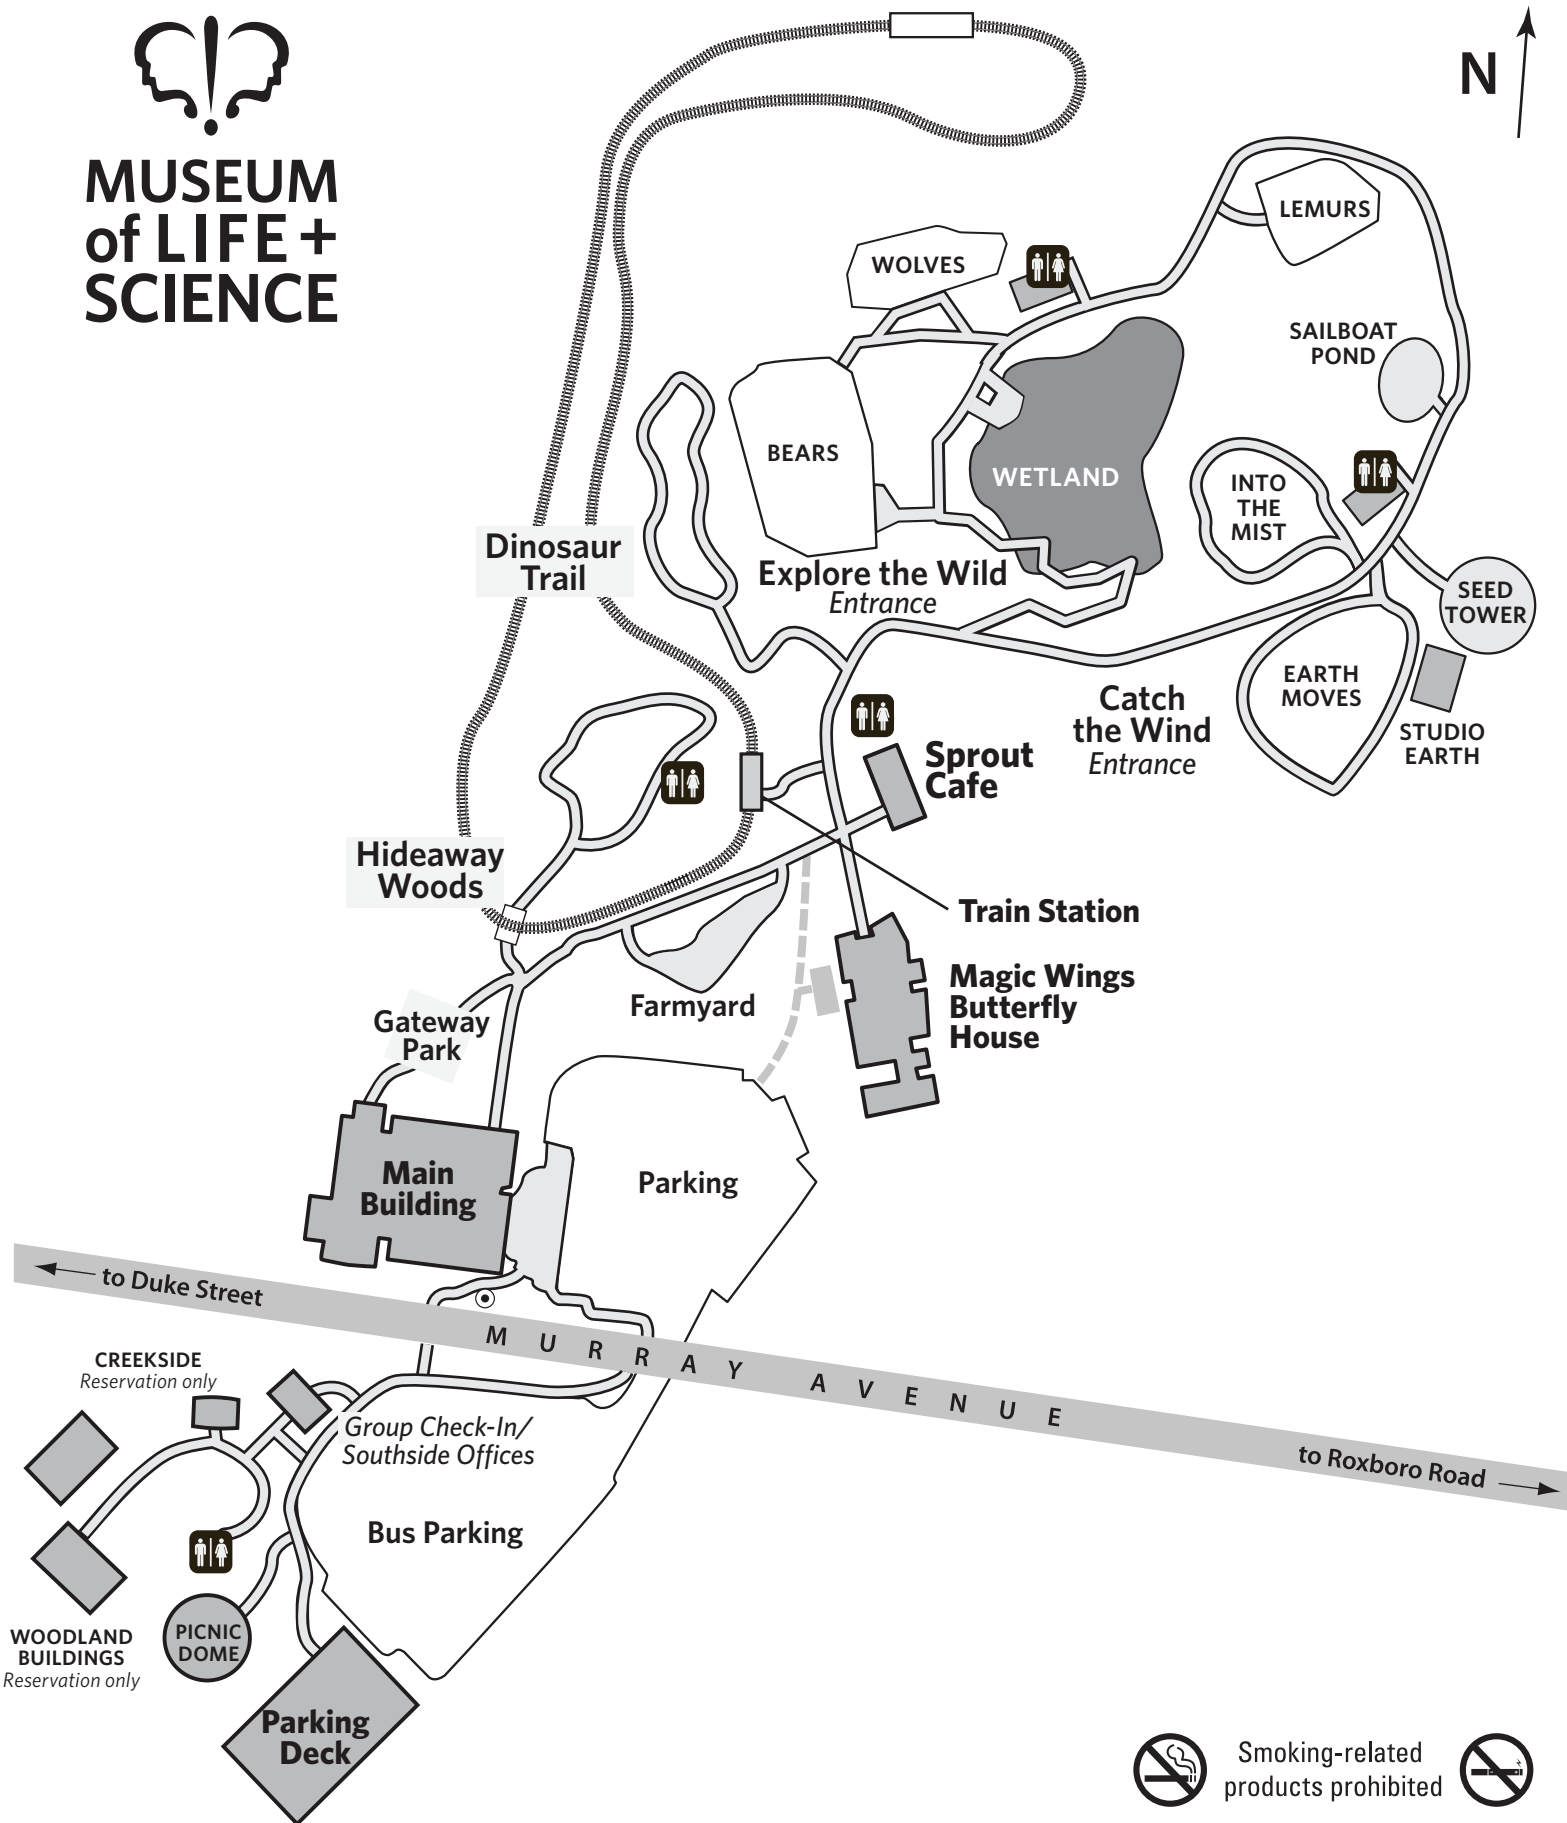 MUSEUM
of LIFE +
SCIENCE
N
LEMURS
WOLVES
SAILBOAT
POND
BEARS
WETLAND
INTO
THE
MIST
Dinosaur
Trail
Explore the Wild
Entrance
SEED
TOWER
EARTH
MOVES
Catch
the Wind
Entrance
STUDIO
EARTH
Sprout
Cafe
Hideaway
Woods
Train Station
Magic Wings
Butterfly
House
Farmyard
Gateway
Park
Main
Building
Parking
to Duke Street
MURRAY AVENUE
to Roxboro Road
CREEKSIDE
Reservation only
Group Check-In/
Southside Offices
Bus Parking
WOODLAND
BUILDINGS
Reservation only
PICNIC
DOME
Parking
Deck
Smoking-related
products prohibited